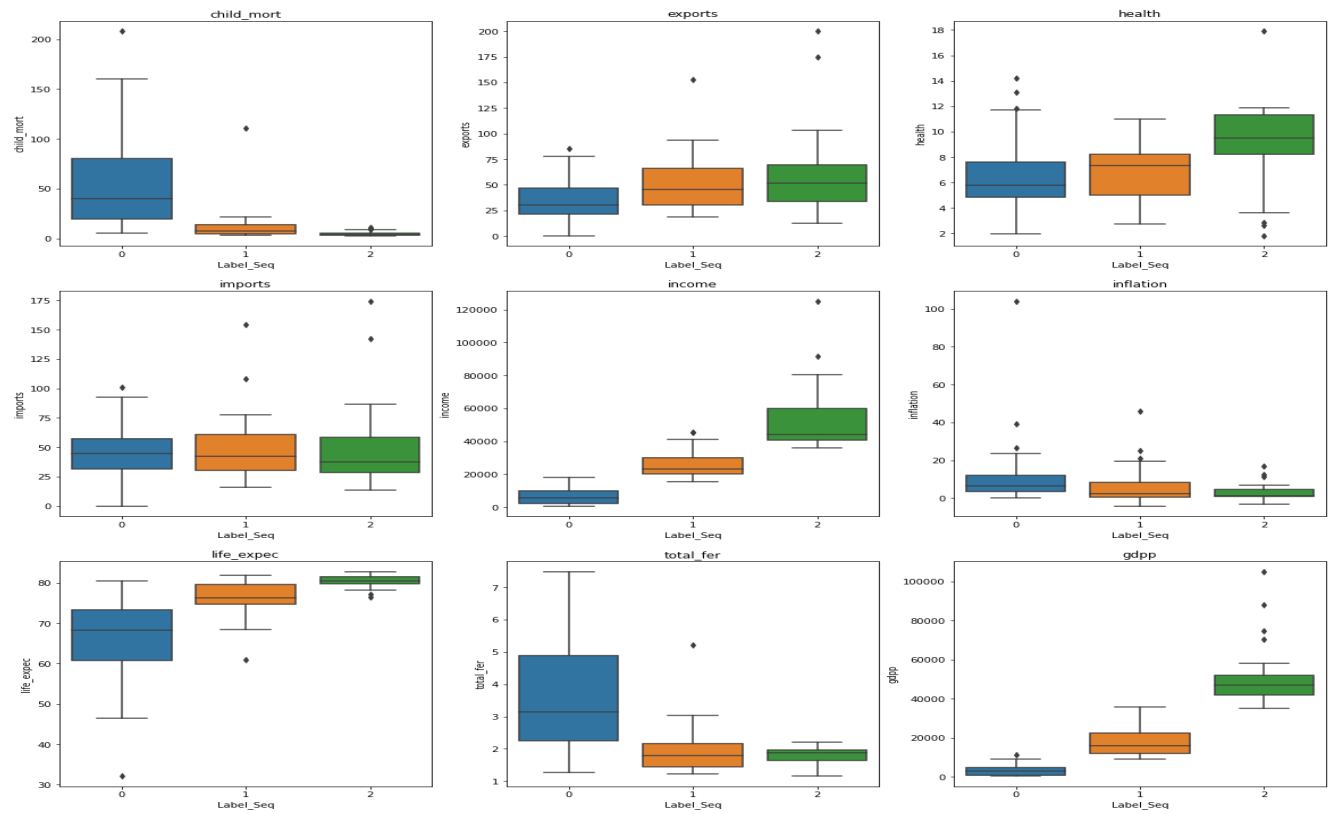 child_mort
200
150
100
50
0
child_mort
0 1 2
Label_Seq
exports
200
175
150
125
100
75
50
25
0
exports
0 1 2
Label_Seq
health
18
16
14
12
10
8
6
4
2
health
0 1 2
Label_Seq
imports
175
150
125
100
75
50
25
0
imports
0 1 2
Label_Seq
income
120000
100000
80000
60000
40000
20000
0
income
0 1 2
Label_Seq
inflation
100
80
60
40
20
0
inflation
0 1 2
Label_Seq
life_expec
80
70
60
50
40
30
life_expec
0 1 2
Label_Seq
total_fer
7
6
5
4
3
2
1
total_fer
0 1 2
Label_Seq
gdpp
100000
80000
60000
40000
20000
0
gdpp
0 1 2
Label_Seq